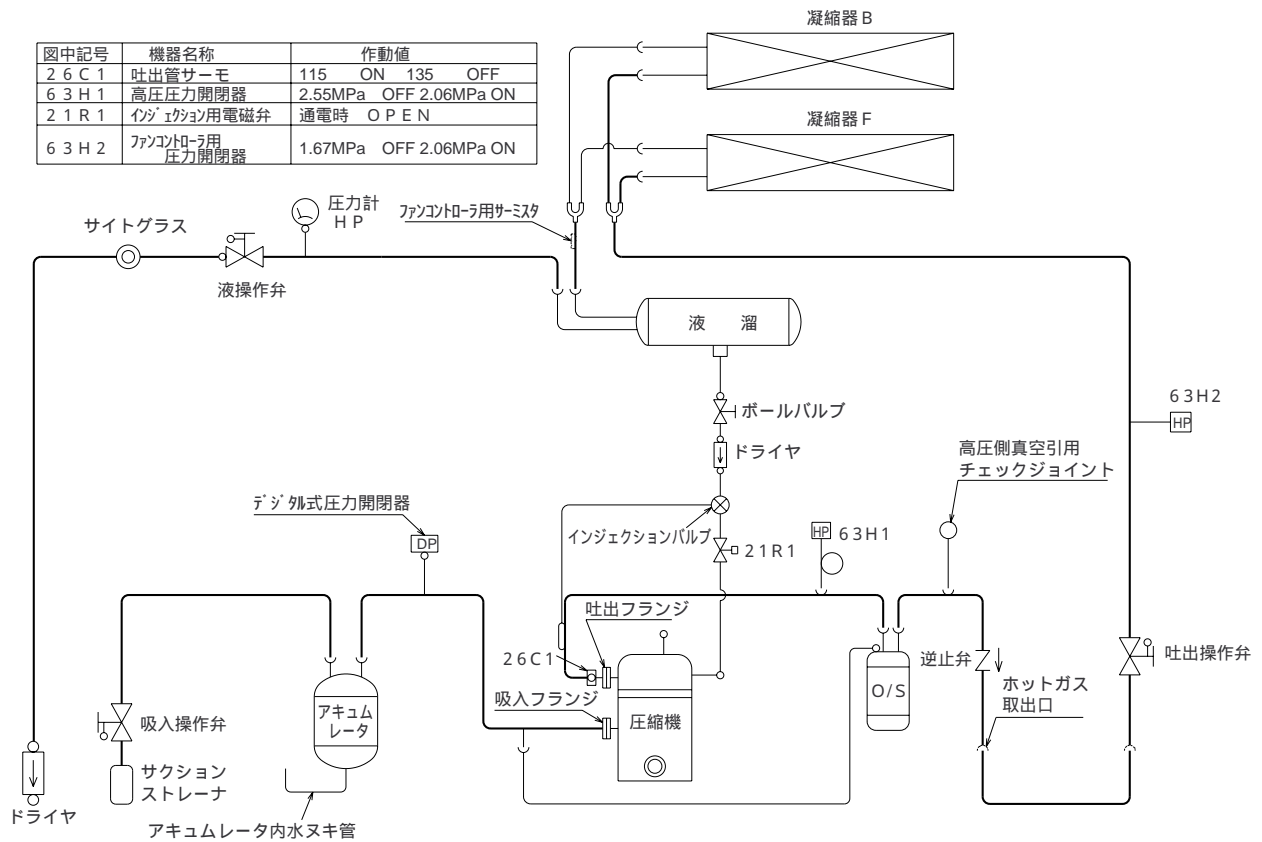 凝縮器B
図中記号 機器名称 作動値
26C1 吐出管サーモ 115 ON 135 OFF
63H1 高圧圧力開閉器 2.55MPa OFF 2.06MPa ON
21R1 インジェクション用電磁弁 通電時 OPEN
63H2 ファンコントローラ用
圧力開閉器 1.67MPa OFF 2.06MPa ON
凝縮器F
圧力計
HP
ファンコントローラ用サーミスタ
サイトグラス
液操作弁
液 溜
63H2
HP
ボールバルブ
ドライヤ
高圧側真空引用
チェックジョイント
デジタル式圧力開閉器
DP
インジェクションバルブ
HP 63H1
21R1
吐出フランジ
26C1
吸入フランジ
圧縮機
O/S
逆止弁
吐出操作弁
ホットガス
取出口
アキュム
レータ
吸入操作弁
サクション
ストレーナ
ドライヤ
アキュムレータ内水ヌキ管